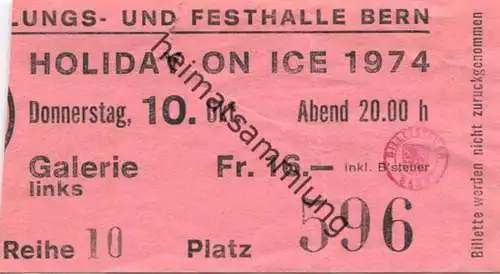 LUNGS- UND FESTHALLE BERN
HOLIDAY ON ICE 1974
Donnerstag, 10. Abend 20.00 h
Galerie Fr. 16.– inkl. B'steuer
links
596
Reihe 10 Platz
Billette werden nicht zurückgenommen
heimatsammlung